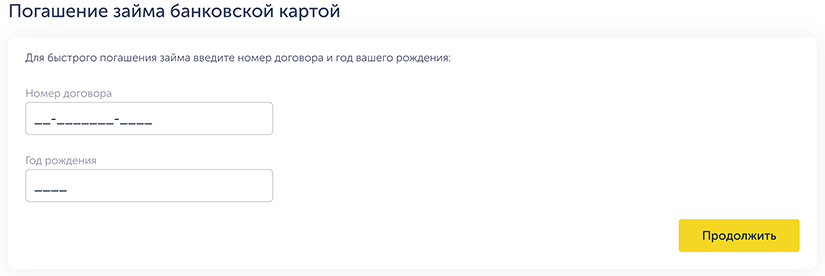 Погашение займа банковской картой
Для быстрого погашения займа введите номер договора и год вашего рождения:
Номер договора
__-_______-____
Год рождения
____
Продолжить